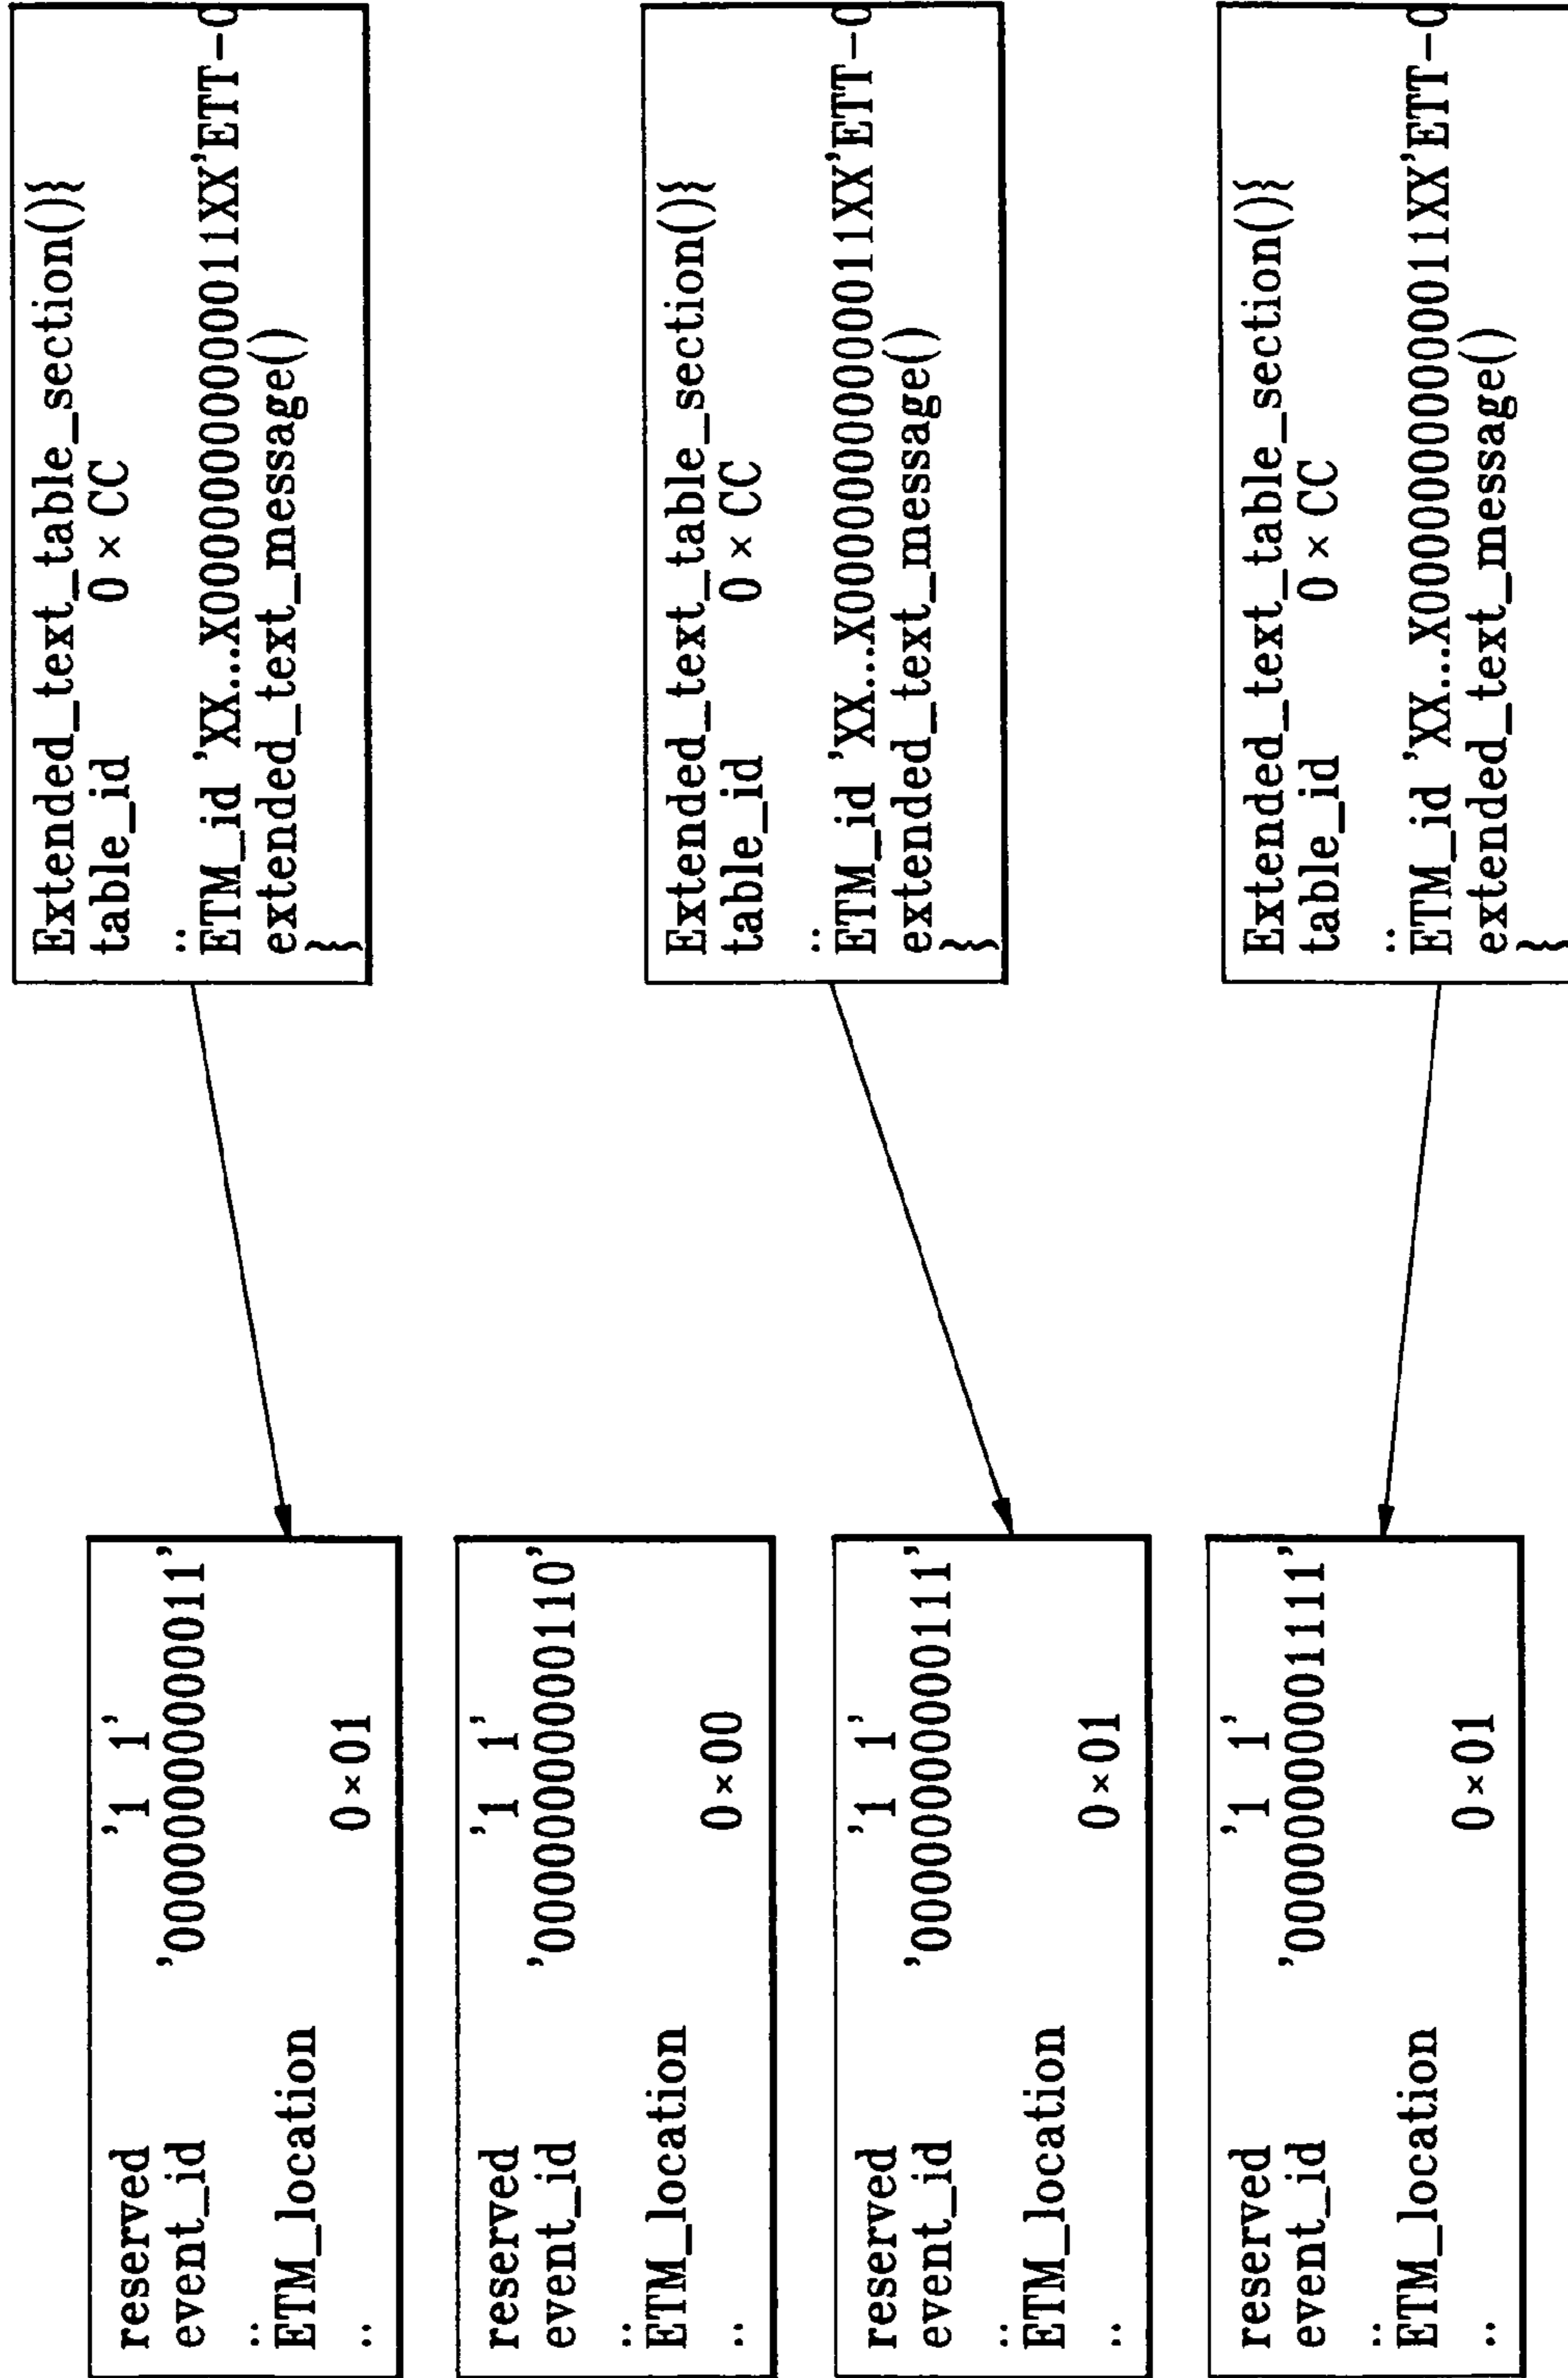 reserved '1 1'
event_id '00000000000011'
:
ETM_location 0×01
:
reserved '1 1'
event_id '00000000000110'
:
ETM_location 0×00
:
reserved '1 1'
event_id '00000000000111'
:
ETM_location 0×01
:
reserved '1 1'
event_id '00000000001111'
:
ETM_location 0×01
:
Extended_text_table_section(){
table_id 0×CC
:
ETM_id 'XX...X00000000000011XX'ETT-0
extended_text_message()
}
Extended_text_table_section(){
table_id 0×CC
:
ETM_id 'XX...X00000000000011XX'ETT-0
extended_text_message()
}
Extended_text_table_section(){
table_id 0×CC
:
ETM_id 'XX...X00000000000011XX'ETT-0
extended_text_message()
}